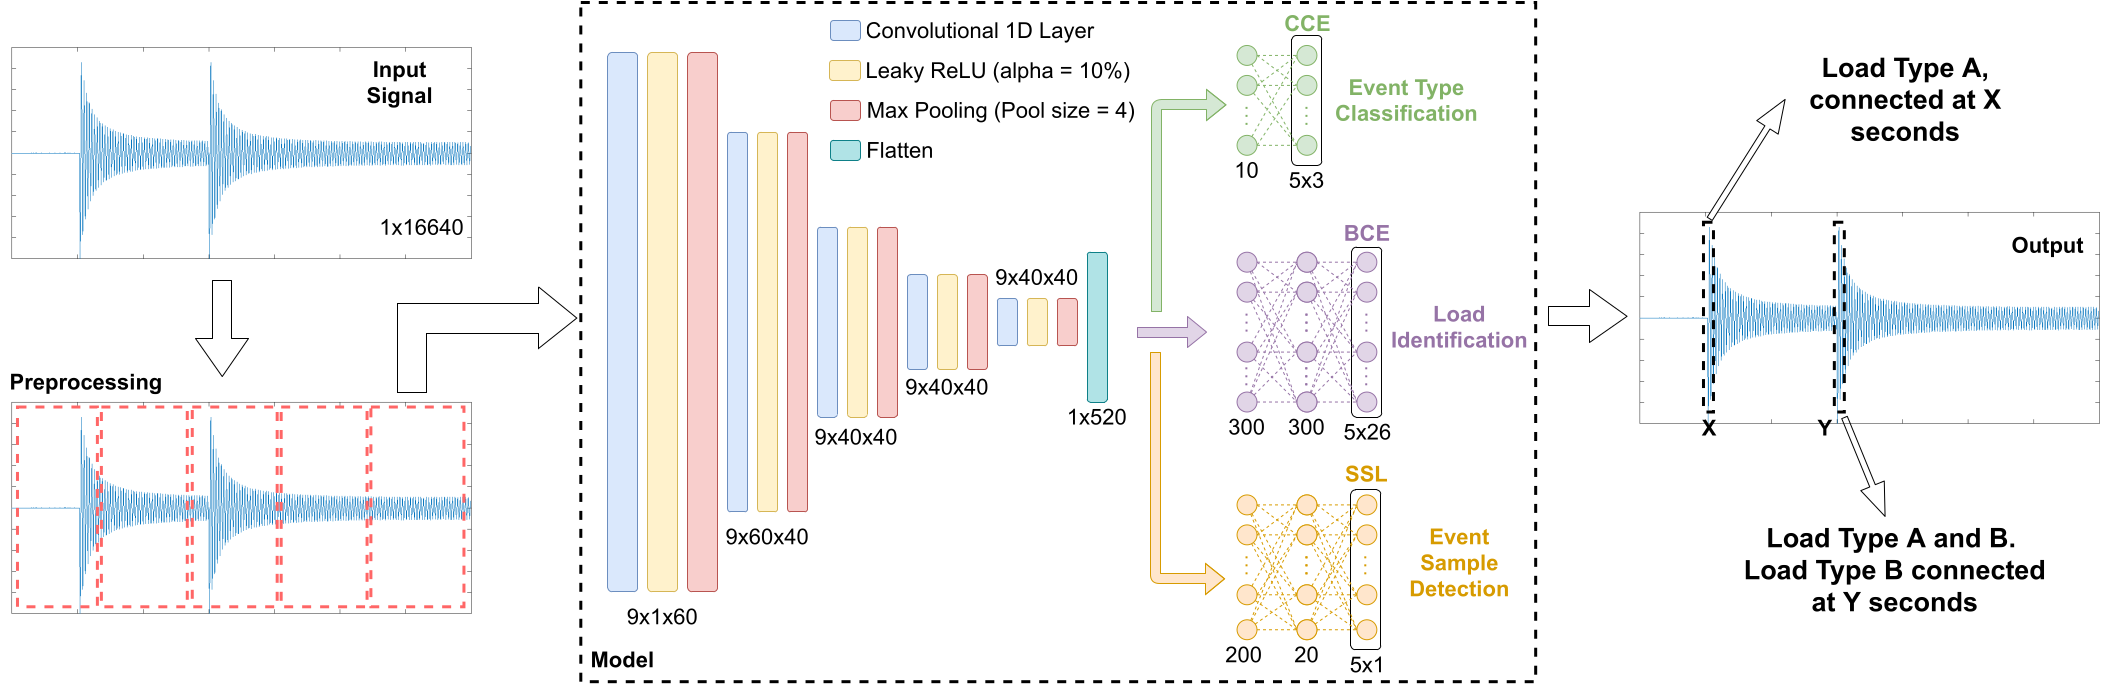 Input
Signal
1x16640
Preprocessing
Convolutional 1D Layer
Leaky ReLU (alpha = 10%)
Max Pooling (Pool size = 4)
Flatten
9x1x60
9x60x40
9x40x40
9x40x40
9x40x40
1x520
Model
CCE
Event Type
Classification
10
5x3
BCE
Load
Identification
300
300
5x26
SSL
Event
Sample
Detection
200
20
5x1
Load Type A,
connected at X
seconds
Output
X
Y
Load Type A and B.
Load Type B connected
at Y seconds